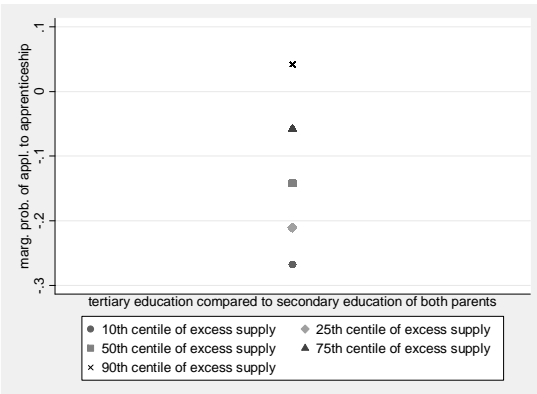 marg. prob. of appl. to apprenticeship
.1
0
-.1
-.2
-.3
tertiary education compared to secondary education of both parents
10th centile of excess supply
25th centile of excess supply
50th centile of excess supply
75th centile of excess supply
90th centile of excess supply